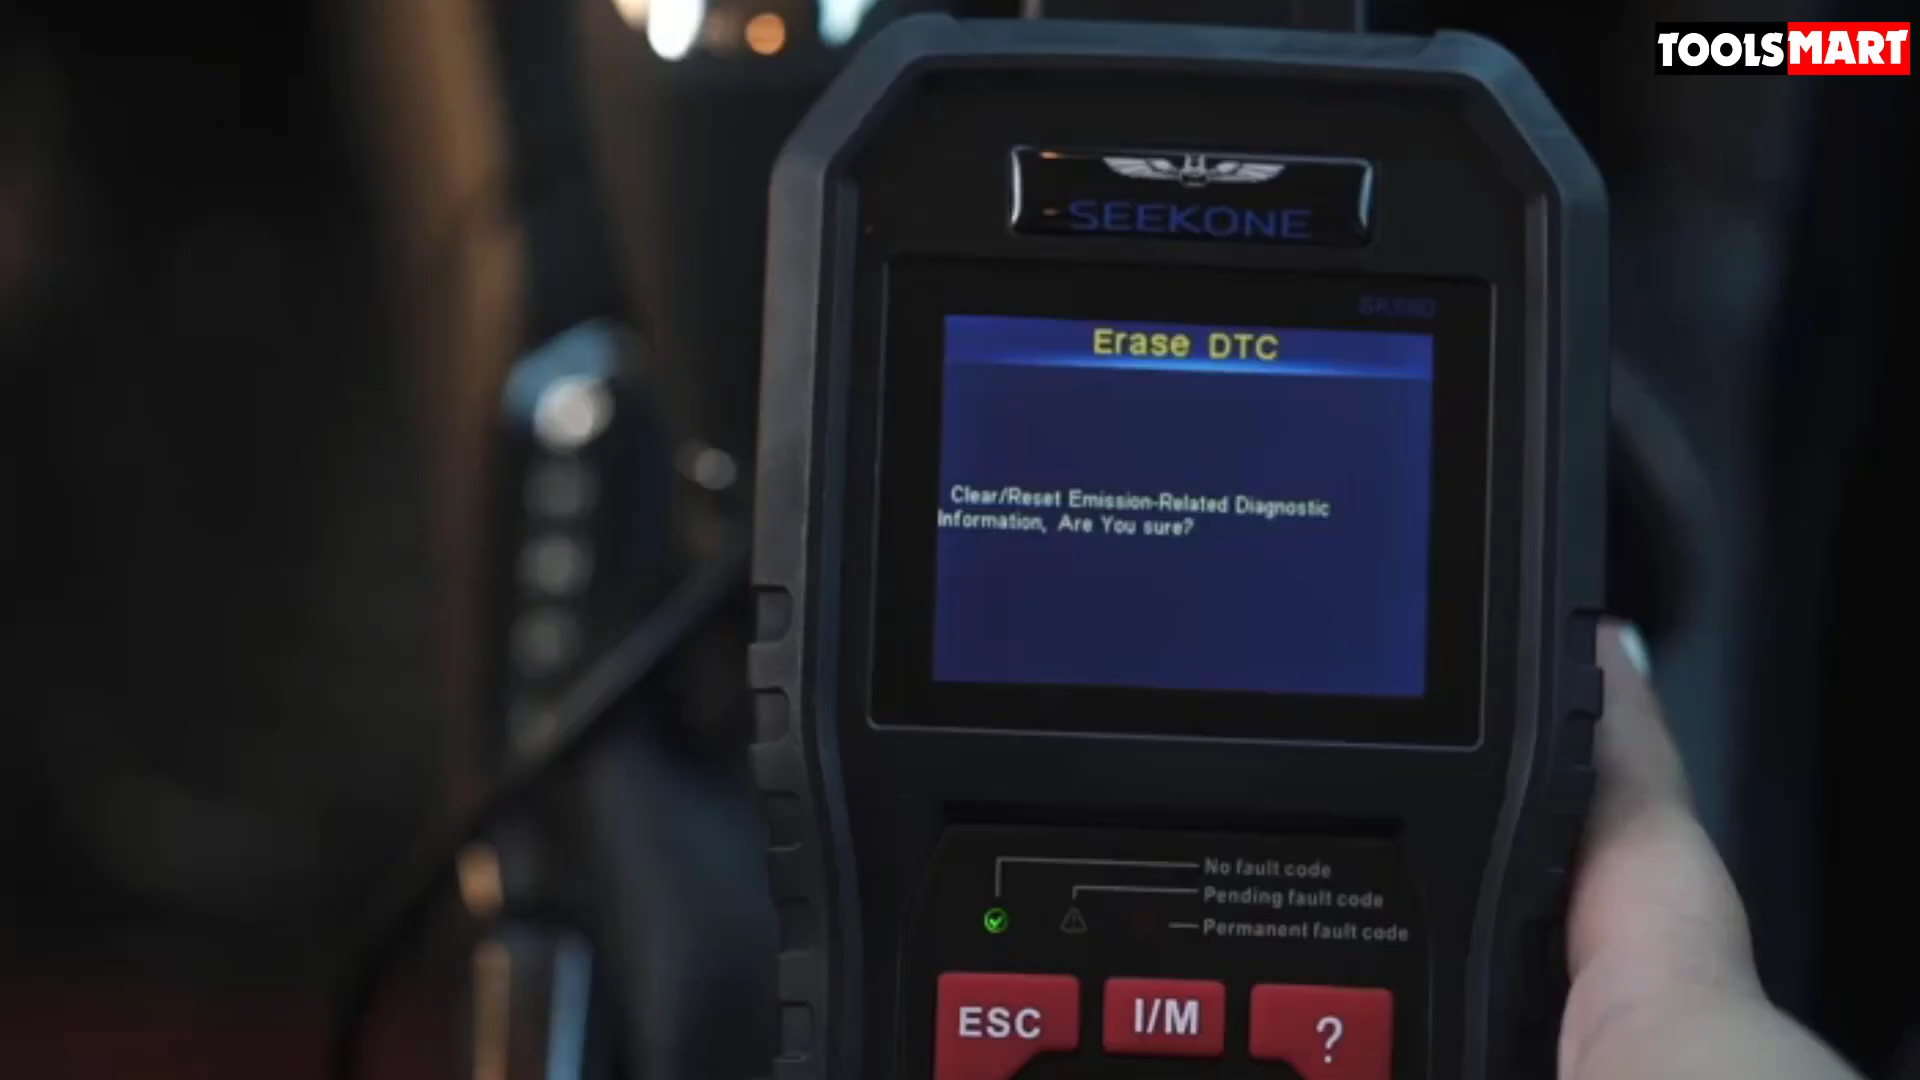 TOOLSMART
SEEKONE
Erase DTC
Clear/Reset Emission-Related Diagnostic
Information, Are You sure?
No fault code
Pending fault code
Permanent fault code
ESC
I/M
?